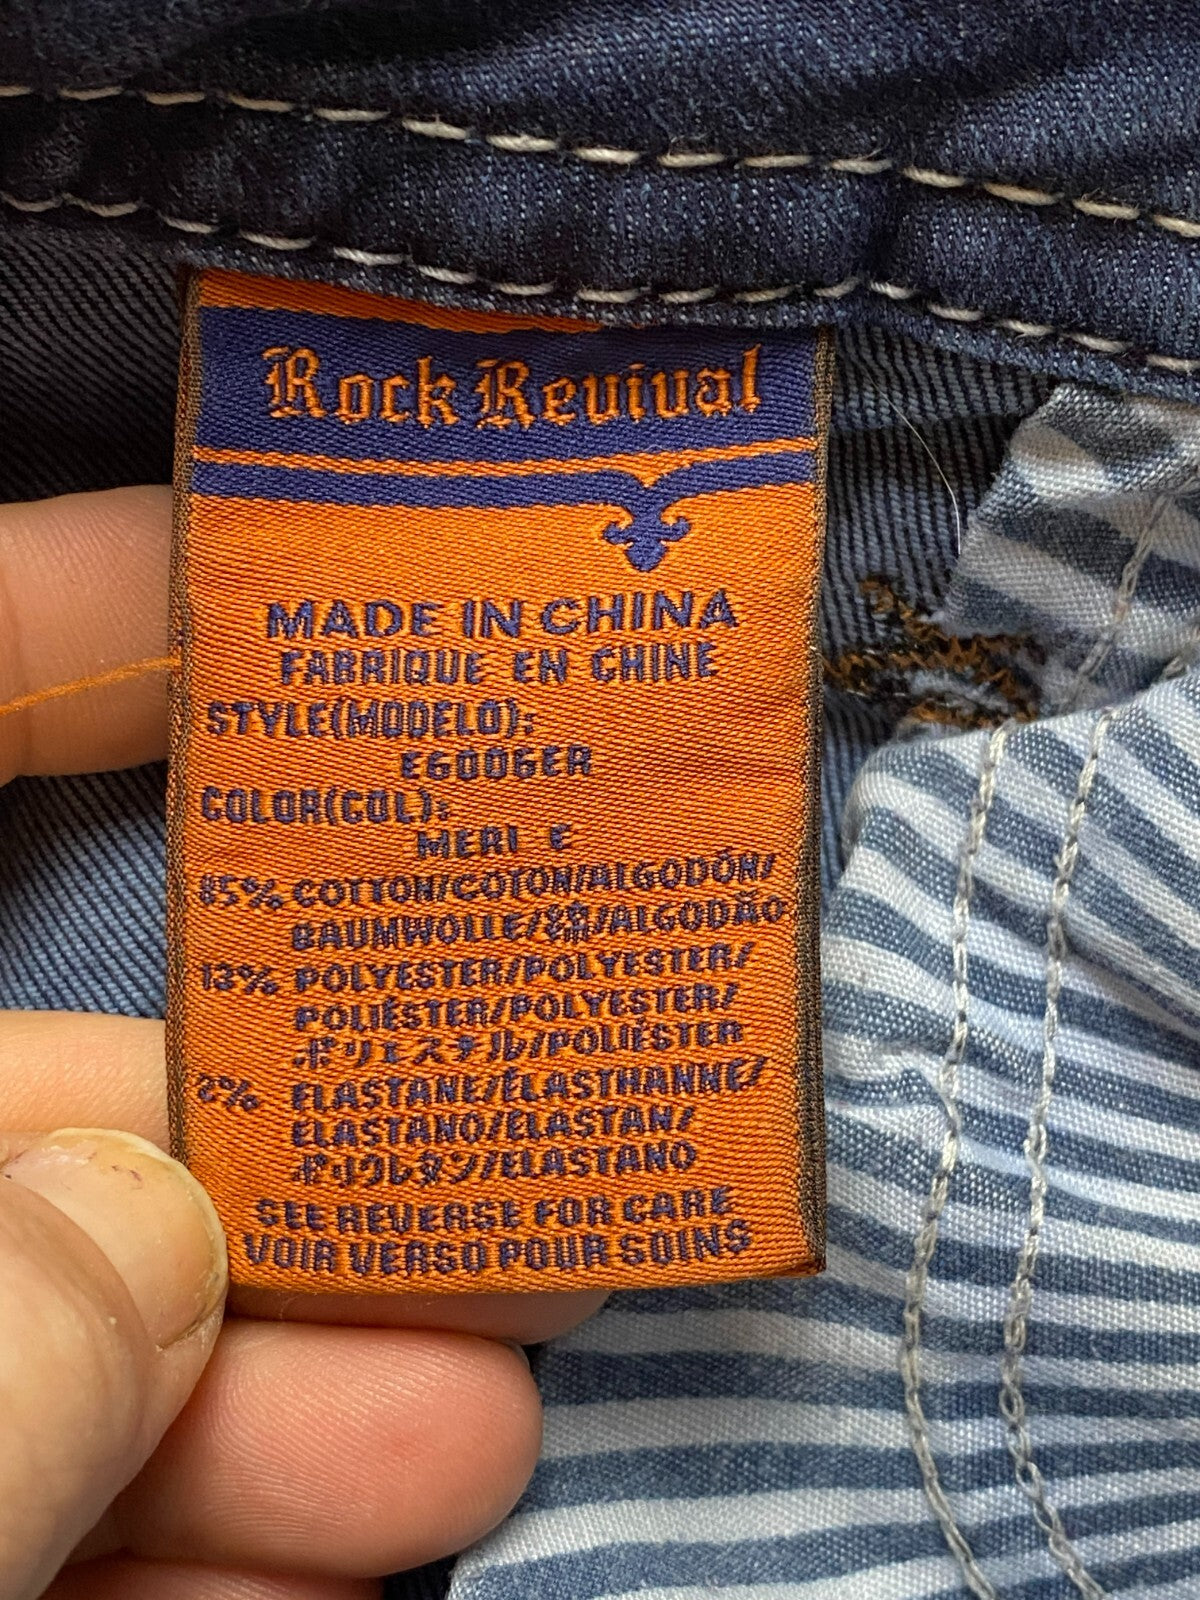 Rock Revival
MADE IN CHINA
FABRIQUE EN CHINE
STYLE(MODELO):
E6006ER
COLOR(COL):
MERI E
85% COTTON/COTON/ALGODÓN/
BAUMWOLLE/綿/ALGODÃO
13% POLYESTER/POLYESTER/
POLIÉSTER/POLYESTER/
ポリエステル/POLIÉSTER
2% ELASTANE/ÉLASTHANNE/
ELASTANO/ELASTAN/
ポリウレタン/ELASTANO
SEE REVERSE FOR CARE
VOIR VERSO POUR SOINS